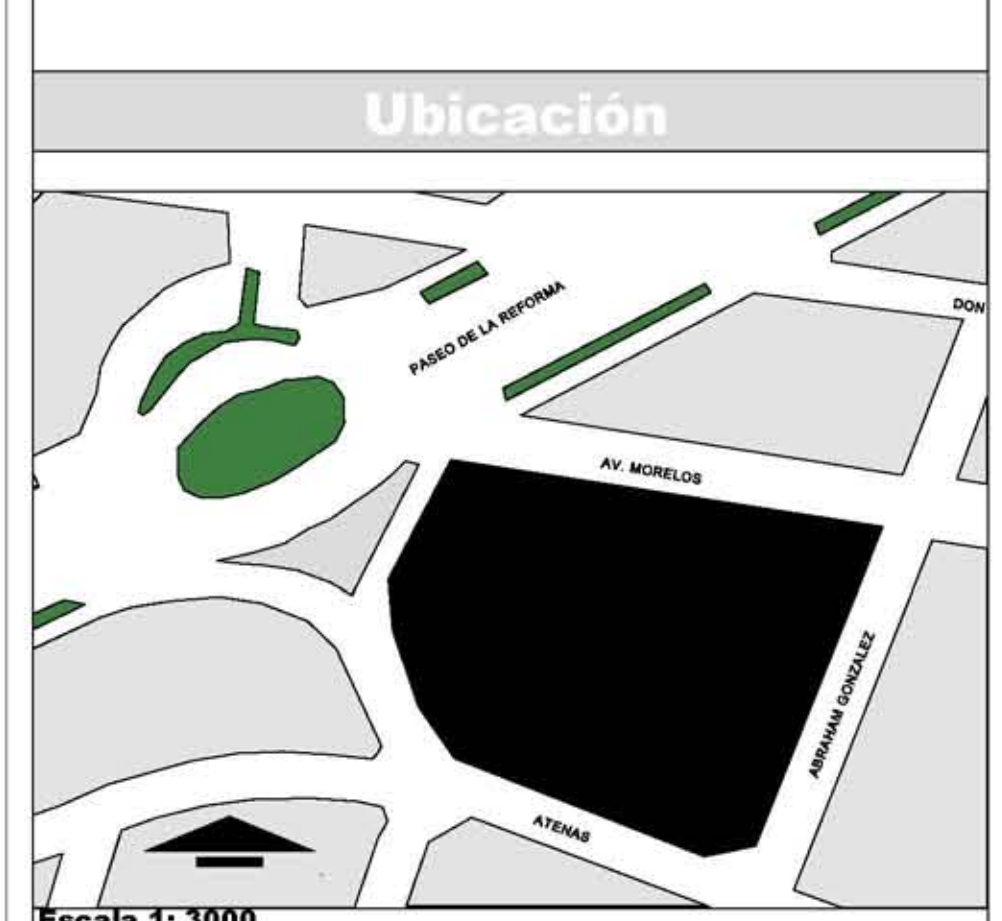 Ubicación
DON
PASEO DE LA REFORMA
AV. MORELOS
ABRAHAM GONZALEZ
ATENAS
Escala 1: 3000